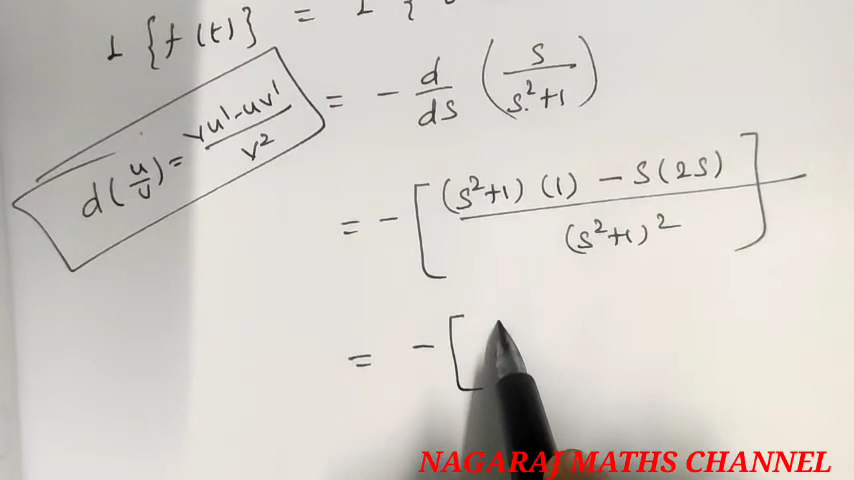 L {f(t)} = L {
= - d/ds (s/(s²+1))
d(u/v) = (vu' - uv')/v²
= - [((s²+1)(1) - s(2s))/(s²+1)²]
= - [
NAGARAJ MATHS CHANNEL